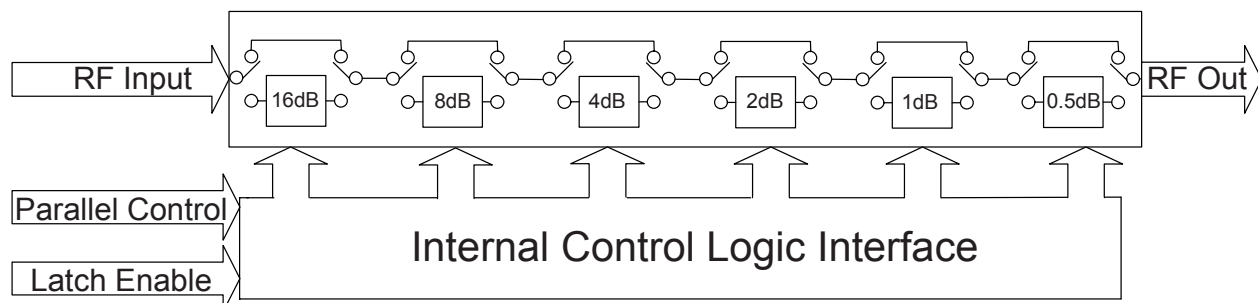 RF Input
16dB
8dB
4dB
2dB
1dB
0.5dB
RF Out
Parallel Control
Internal Control Logic Interface
Latch Enable